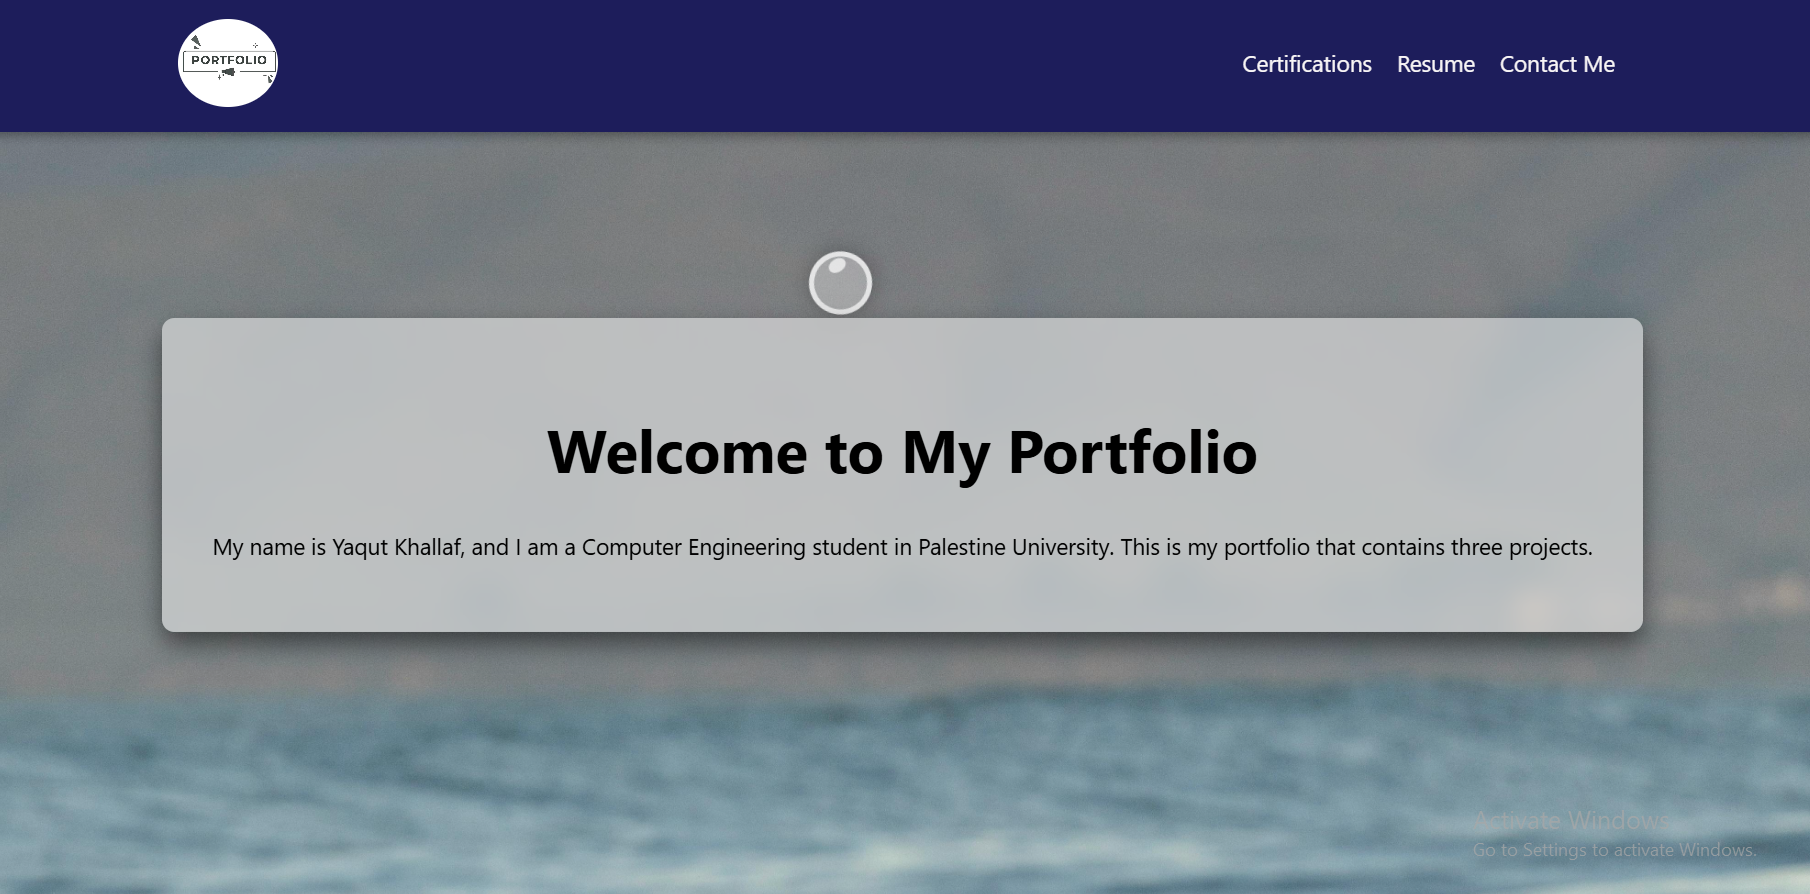 PORTFOLIO
Certifications Resume Contact Me
Welcome to My Portfolio
My name is Yaqut Khallaf, and I am a Computer Engineering student in Palestine University. This is my portfolio that contains three projects.
Activate Windows
Go to Settings to activate Windows.